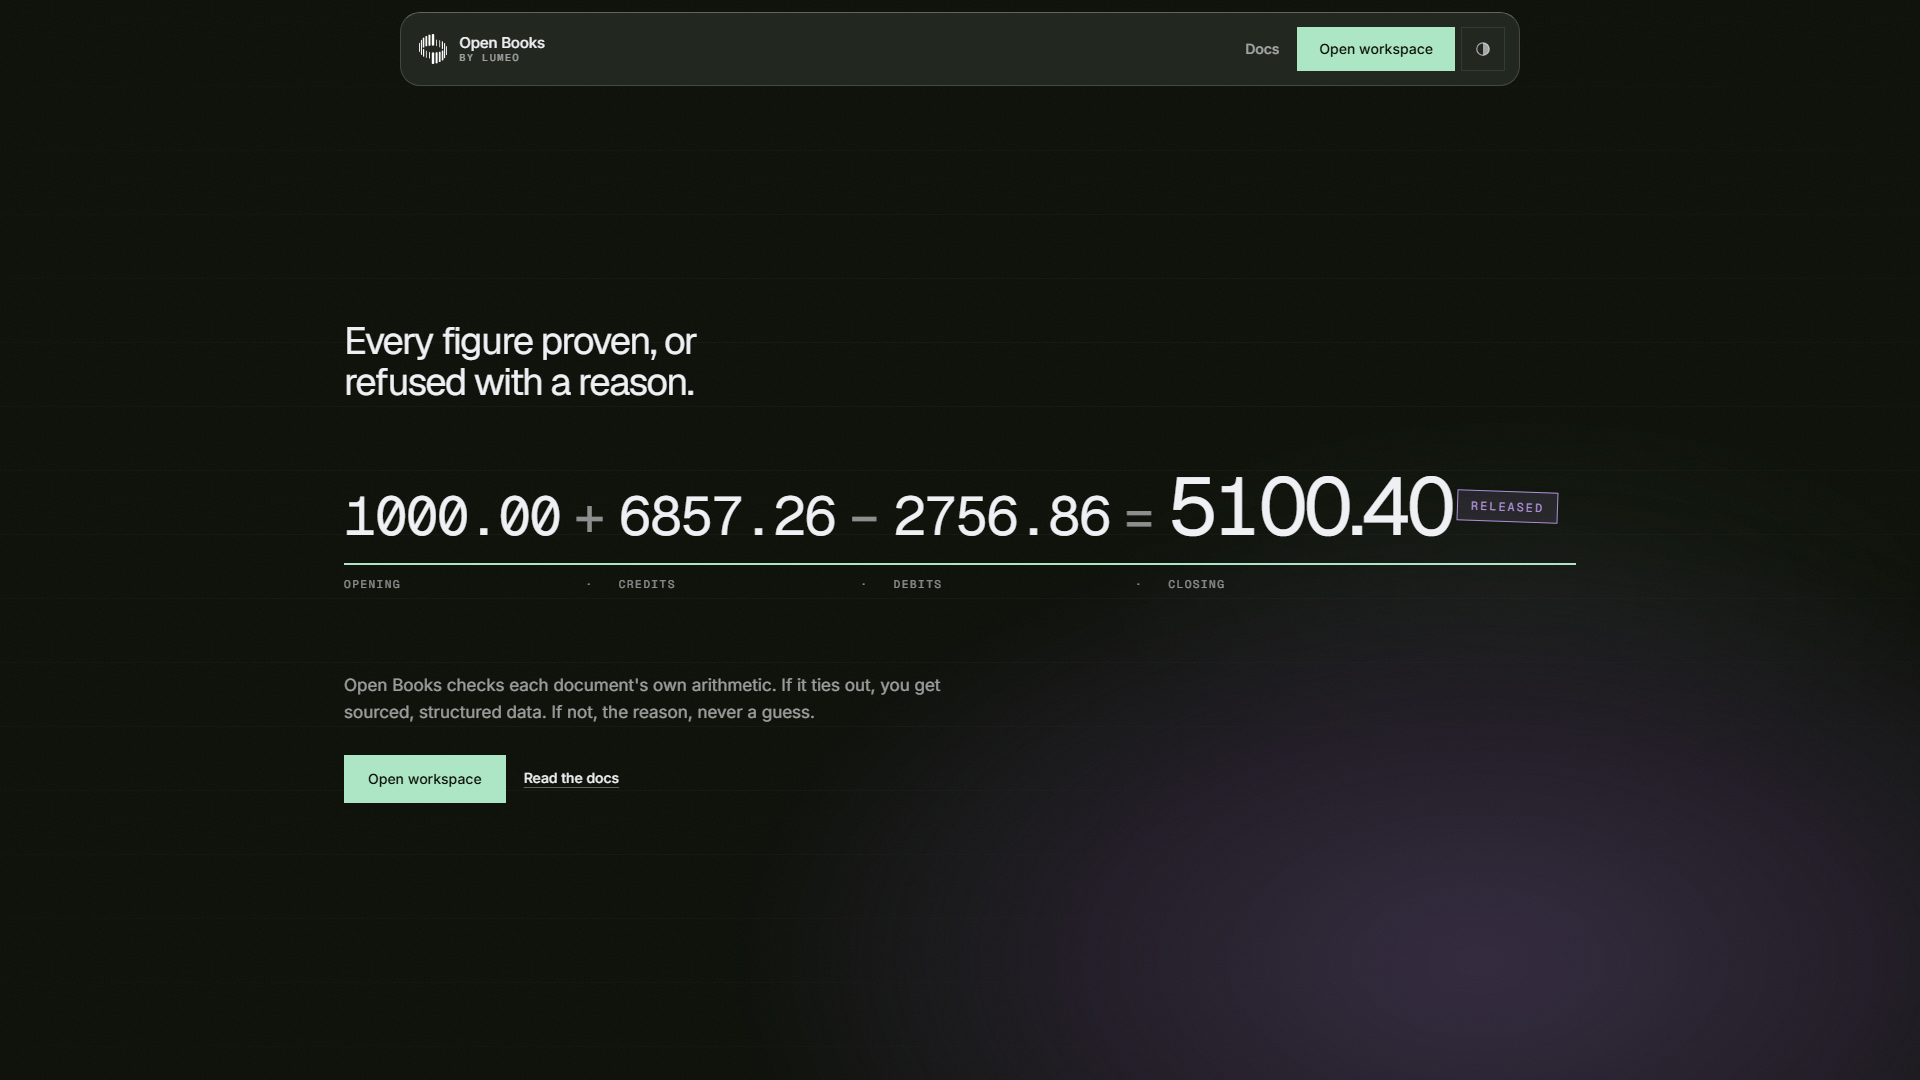 Open Books
BY LUMEO
Docs
Open workspace
Every figure proven, or
refused with a reason.
1000.00 + 6857.26 − 2756.86 = 5100.40 RELEASED
OPENING · CREDITS · DEBITS · CLOSING
Open Books checks each document's own arithmetic. If it ties out, you get
sourced, structured data. If not, the reason, never a guess.
Open workspace Read the docs